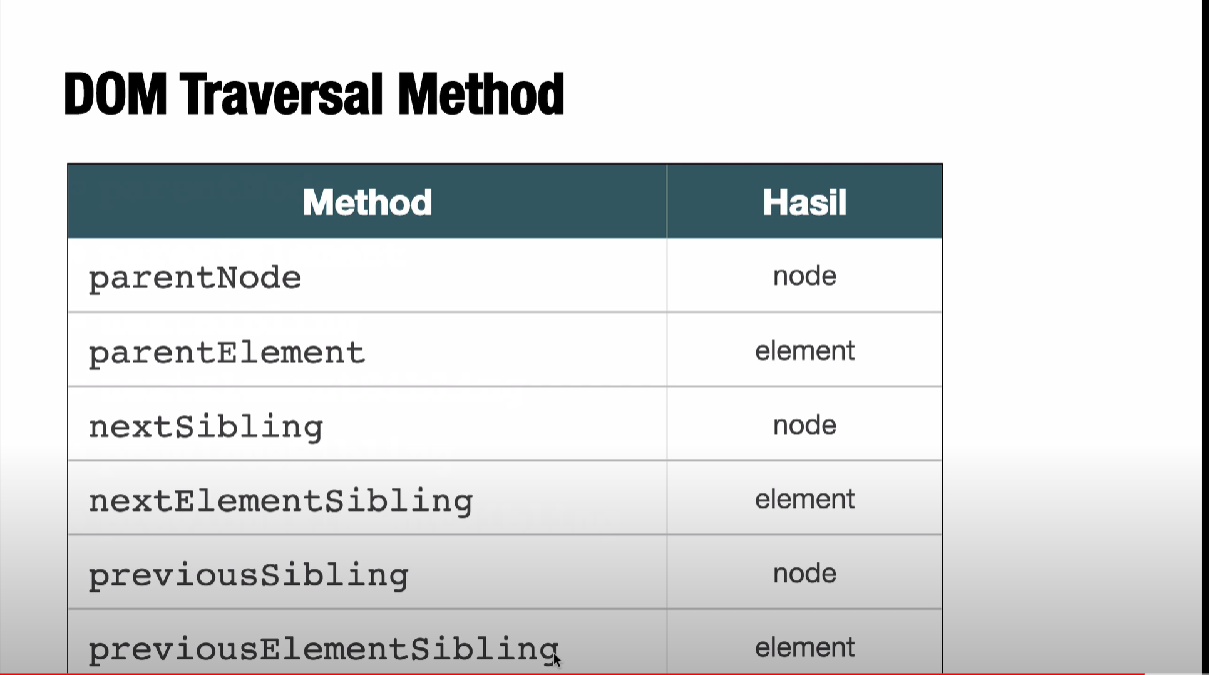 DOM Traversal Method
Method Hasil
parentNode node
parentElement element
nextSibling node
nextElementSibling element
previousSibling node
previousElementSibling element